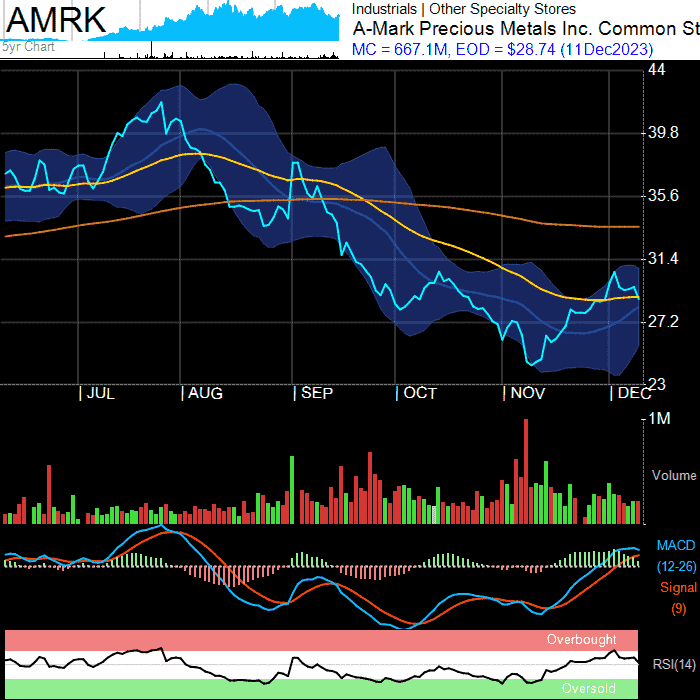 AMRK
5yr Chart
Industrials | Other Specialty Stores
A-Mark Precious Metals Inc. Common St
MC = 667.1M, EOD = $28.74 (11Dec2023)
44
39.8
35.6
31.4
27.2
23
JUL
AUG
SEP
OCT
NOV
DEC
1M
Volume
MACD
(12-26)
Signal
(9)
Overbought
RSI(14)
Oversold